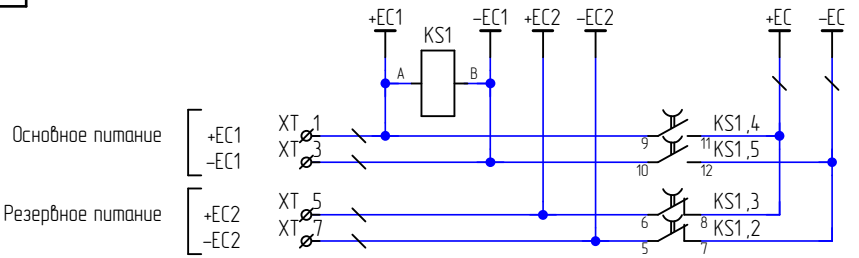 +EC1 −EC1 +EC2 −EC2 +EC −EC
KS1
A B
Основное питание +EC1 XT 1 9 11 KS1,4
−EC1 XT 3 10 12 KS1,5
Резервное питание +EC2 XT 5 6 8 KS1,3
−EC2 XT 7 5 7 KS1,2